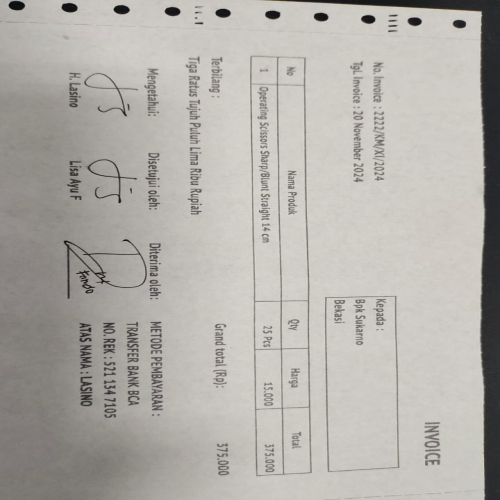 INVOICE
No. Invoice : 2222/KM/XI/2024
Tgl. Invoice : 20 November 2024
Kepada :
Bpk Sukarno
Bekasi
No Nama Produk Qty Harga Total
1 Operating Scissors Sharp/Blunt Straight 14 cm 25 Pcs 15.000 375.000
Terbilang : Grand total (Rp): 375.000
Tiga Ratus Tujuh Puluh Lima Ribu Rupiah
Mengetahui: Disetujui oleh: Diterima oleh:
H. Lasino Lisa Ayu F
METODE PEMBAYARAN :
TRANSFER BANK BCA
NO. REK : 521 134 7105
ATAS NAMA : LASINO